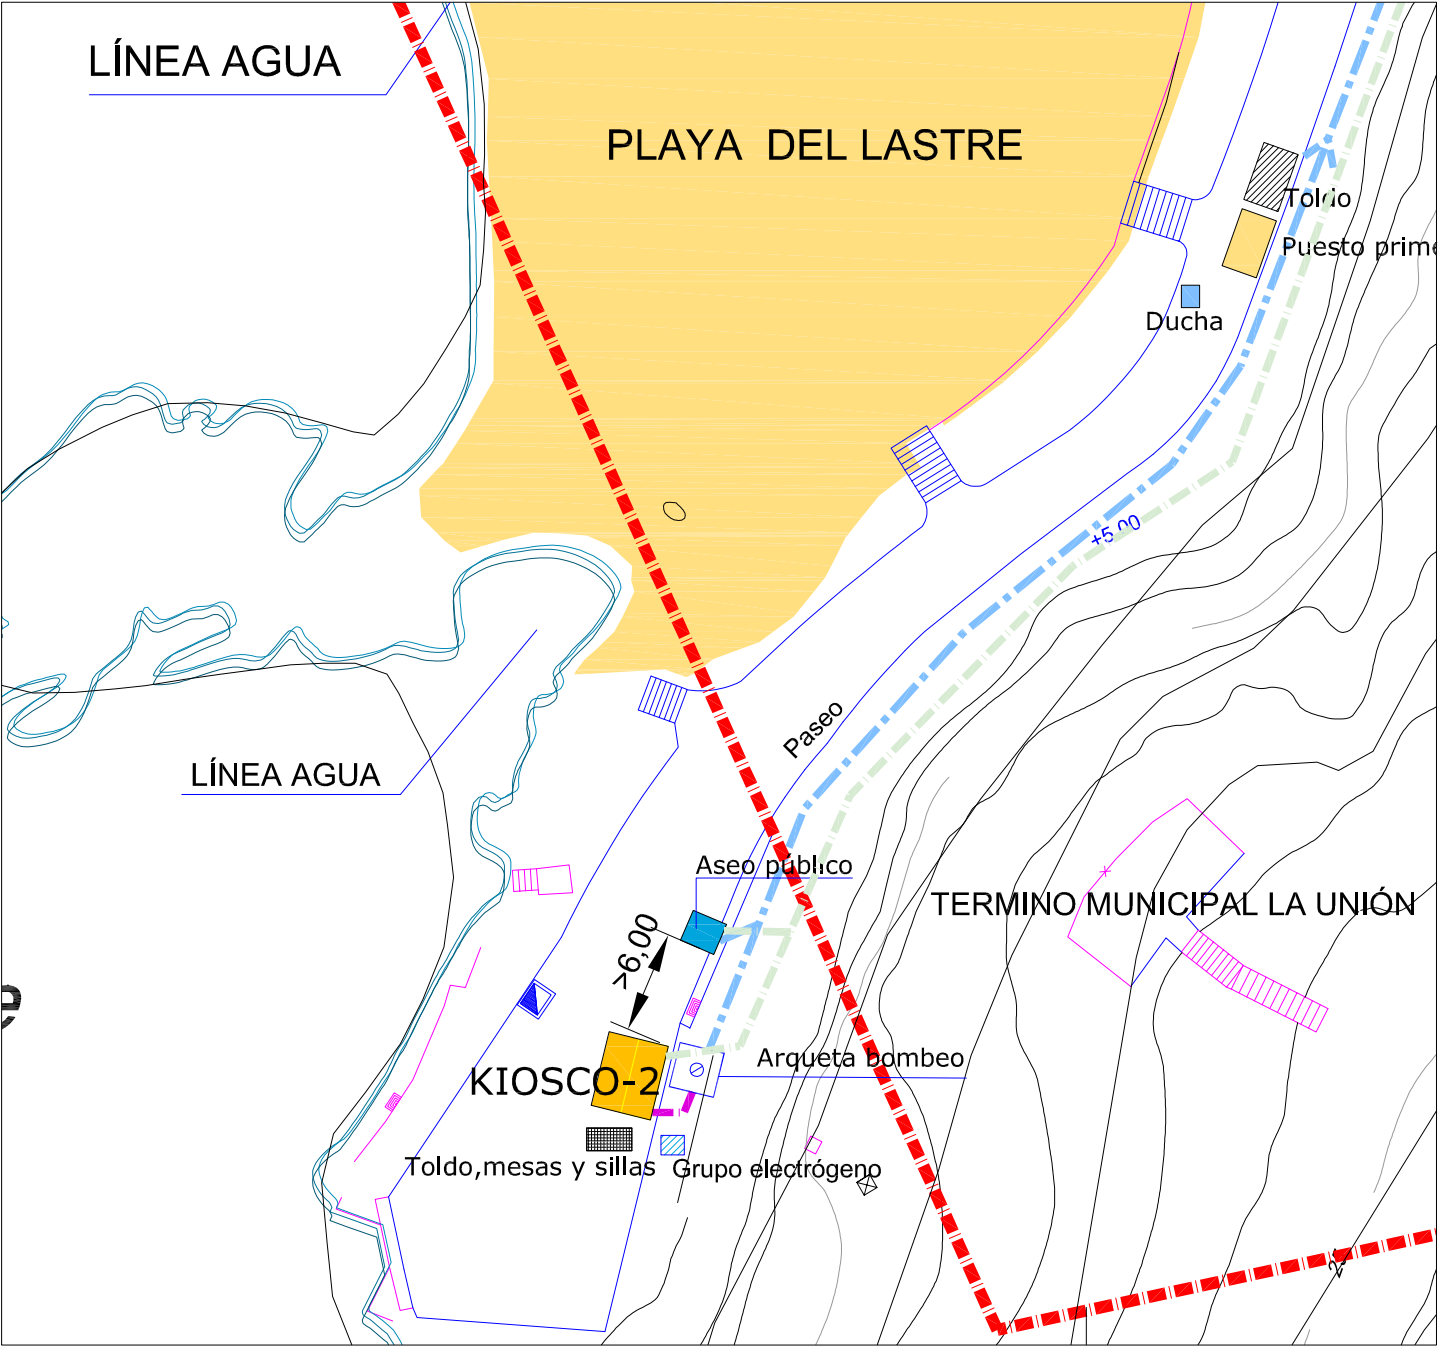 LÍNEA AGUA
PLAYA DEL LASTRE
Toldo
Puesto prime
Ducha
+5.00
Paseo
LÍNEA AGUA
Aseo público
TERMINO MUNICIPAL LA UNIÓN
>6,00
e
Arqueta bombeo
KIOSCO-2
Toldo,mesas y sillas
Grupo electrógeno